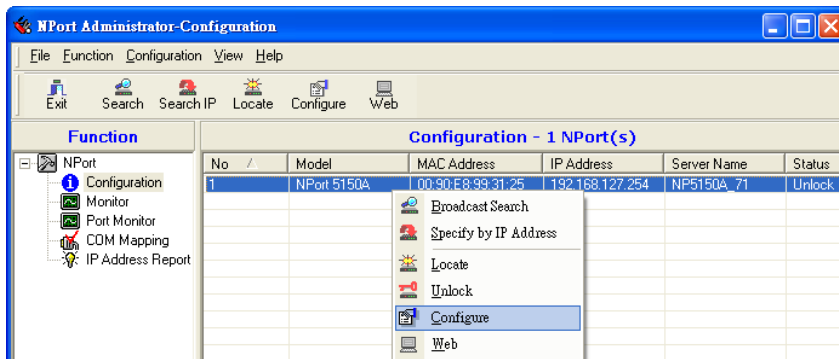 NPort Administrator-Configuration
File Function Configuration View Help
Exit Search Search IP Locate Configure Web
Function
Configuration - 1 NPort(s)
NPort
Configuration
Monitor
Port Monitor
COM Mapping
IP Address Report
No Model MAC Address IP Address Server Name Status
1 NPort 5150A 00:90:E8:99:31:25 192.168.127.254 NP5150A_71 Unlock
Broadcast Search
Specify by IP Address
Locate
Unlock
Configure
Web